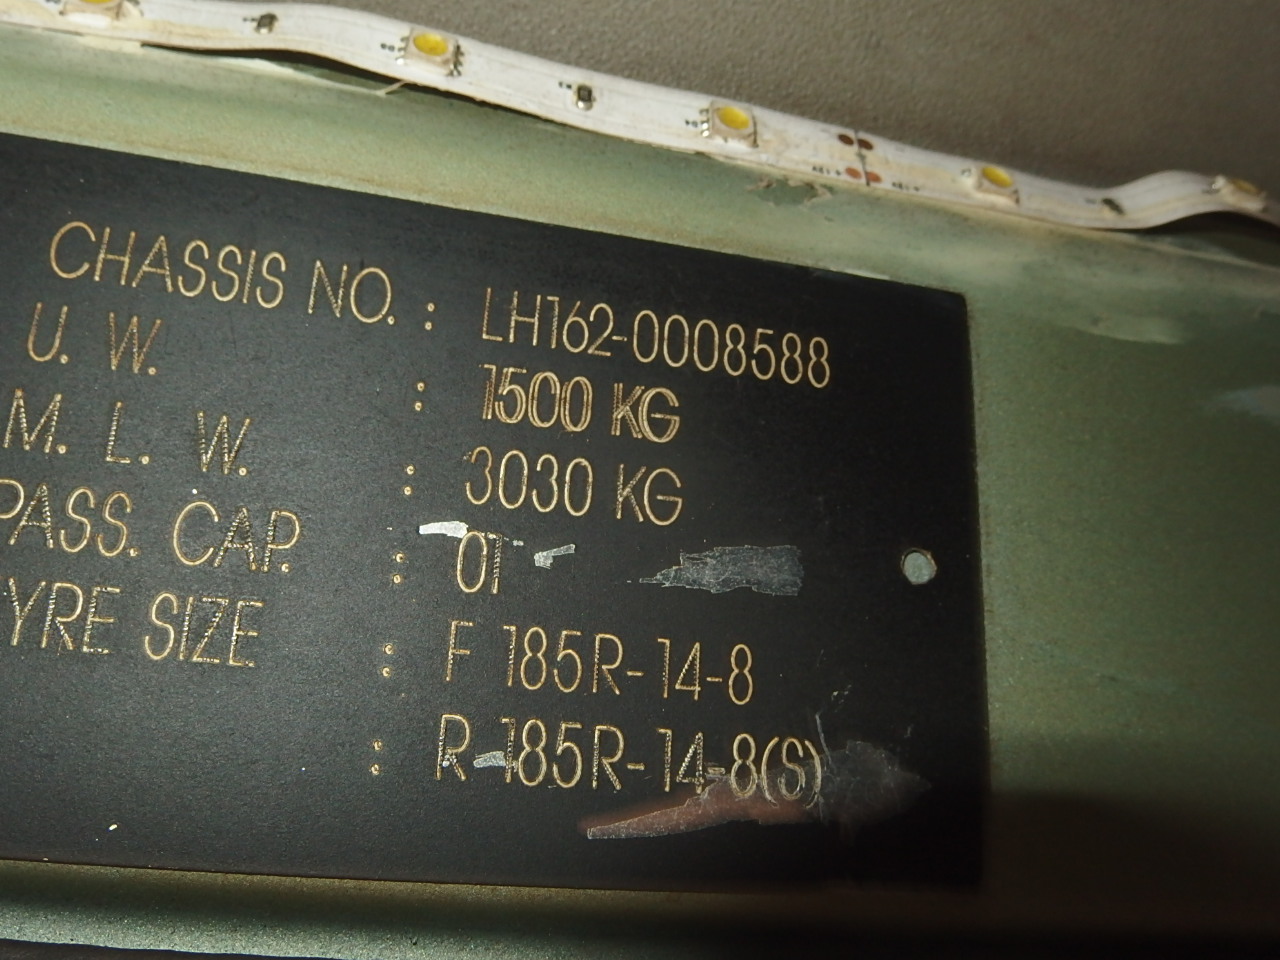 CHASSIS NO. : LH162-0008588
U. W. : 1500 KG
M. L. W. : 3030 KG
PASS. CAP. : 01
YRE SIZE : F 185R-14-8
: R-185R-14-8(S)